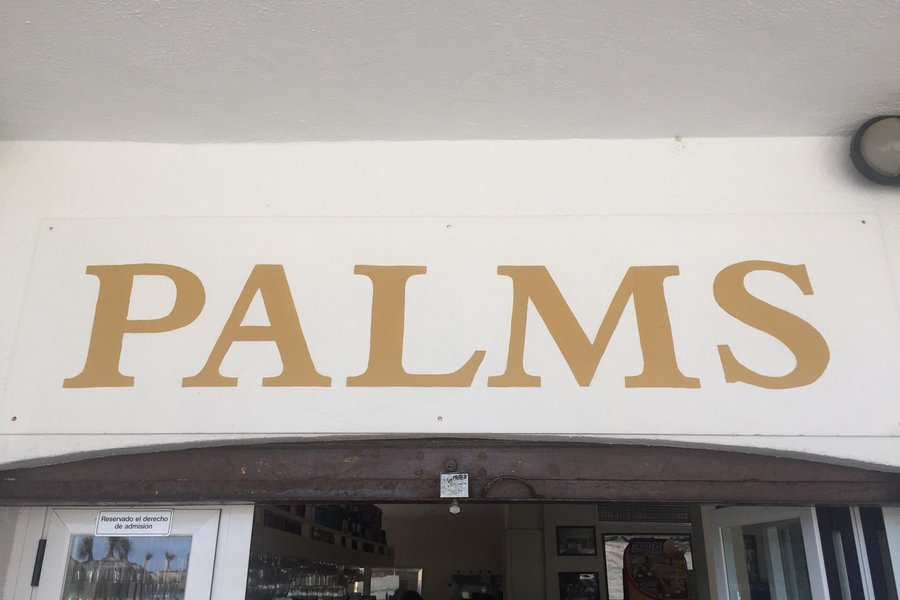 PALMS
Reservado el derecho
de admisión